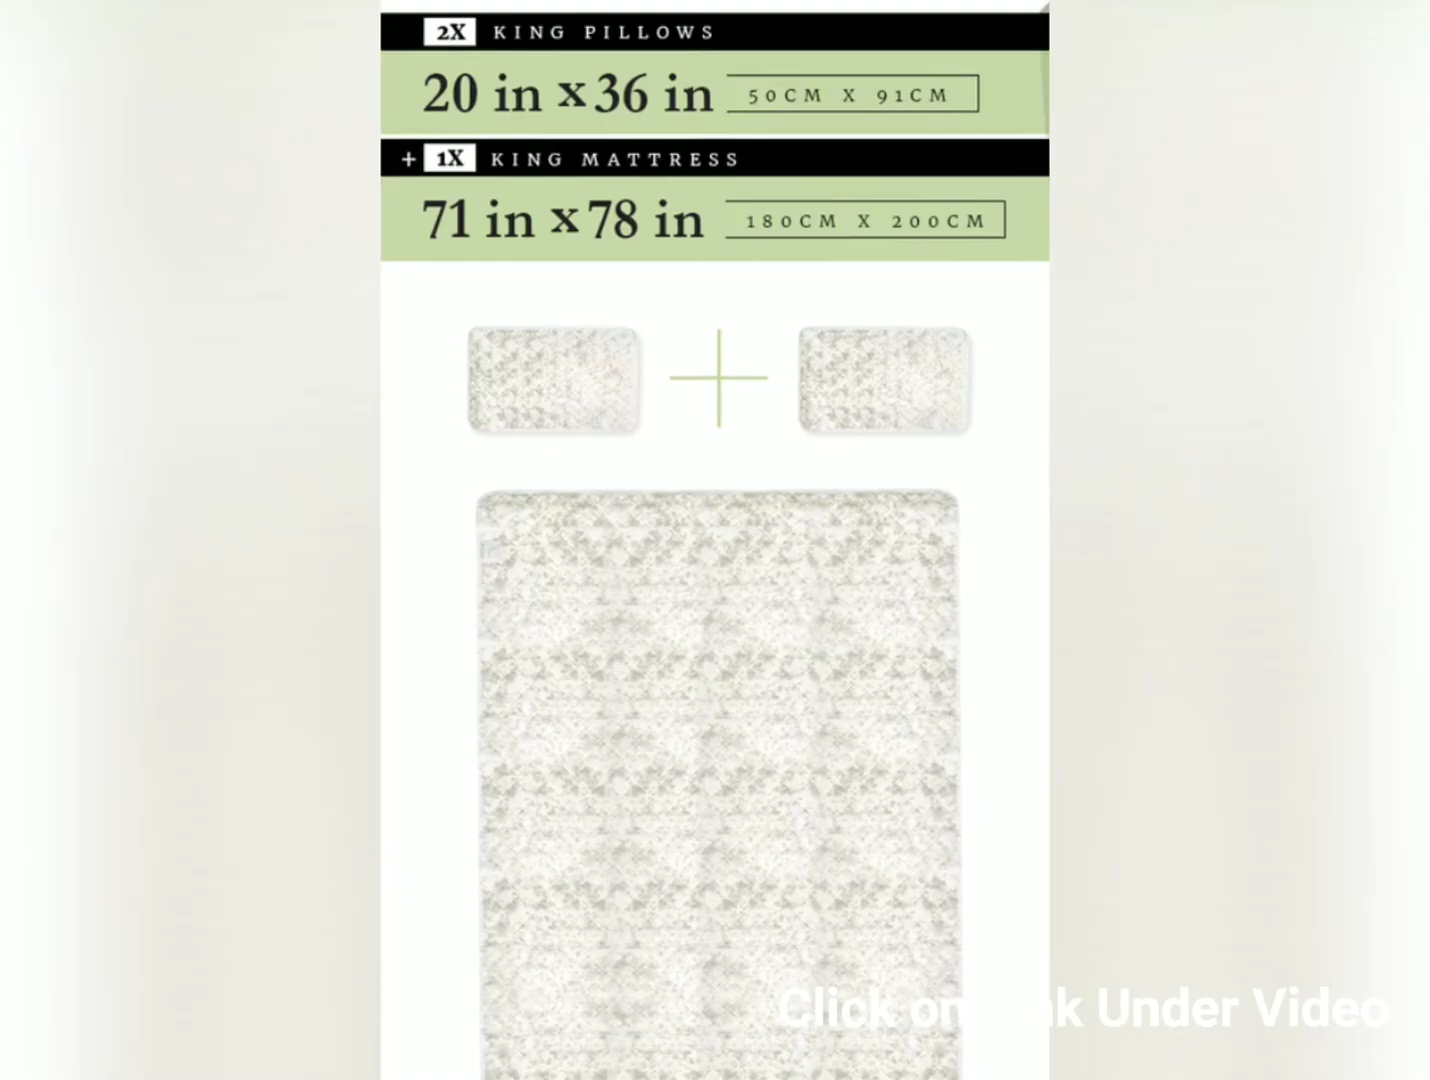 2X KING PILLOWS
20 in x 36 in 50CM X 91CM
+ 1X KING MATTRESS
71 in x 78 in 180CM X 200CM
Click on Under Video